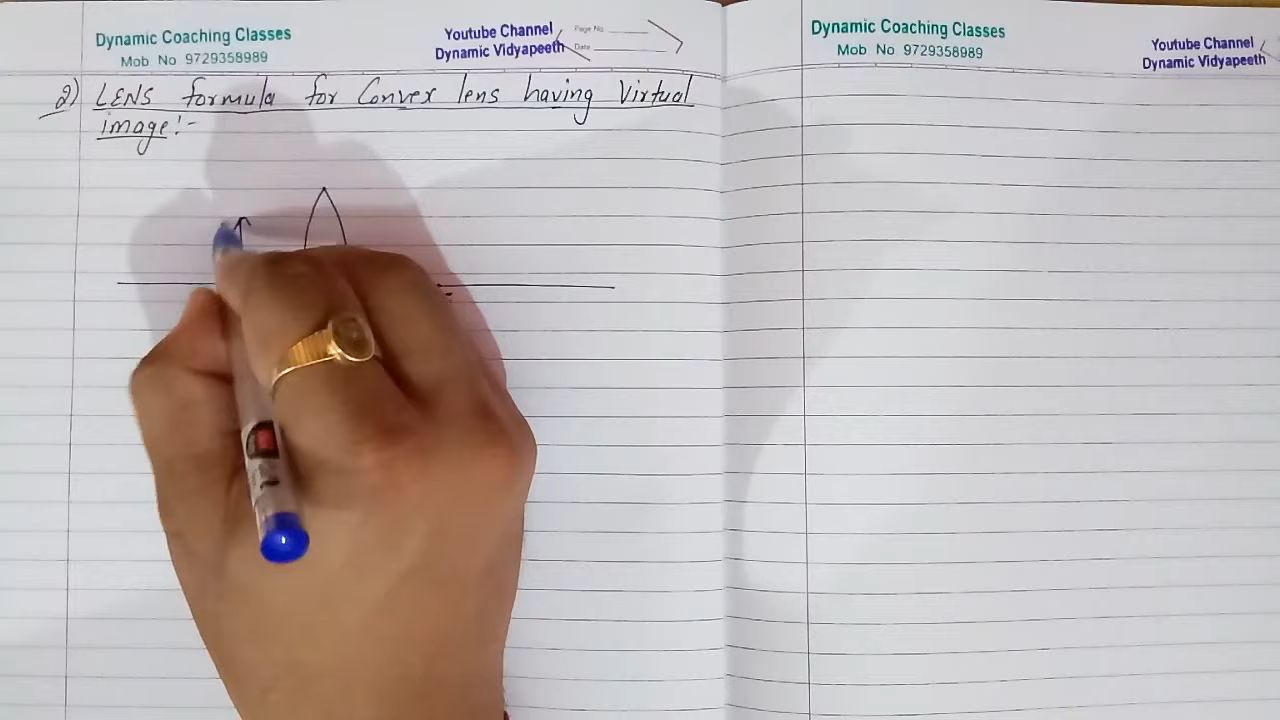 Dynamic Coaching Classes
Mob No 9729358989
Youtube Channel
Dynamic Vidyapeeth
Page No
Date
2) LENS formula for Convex lens having Virtual
image:-
Dynamic Coaching Classes
Mob No 9729358989
Youtube Channel
Dynamic Vidyapeeth